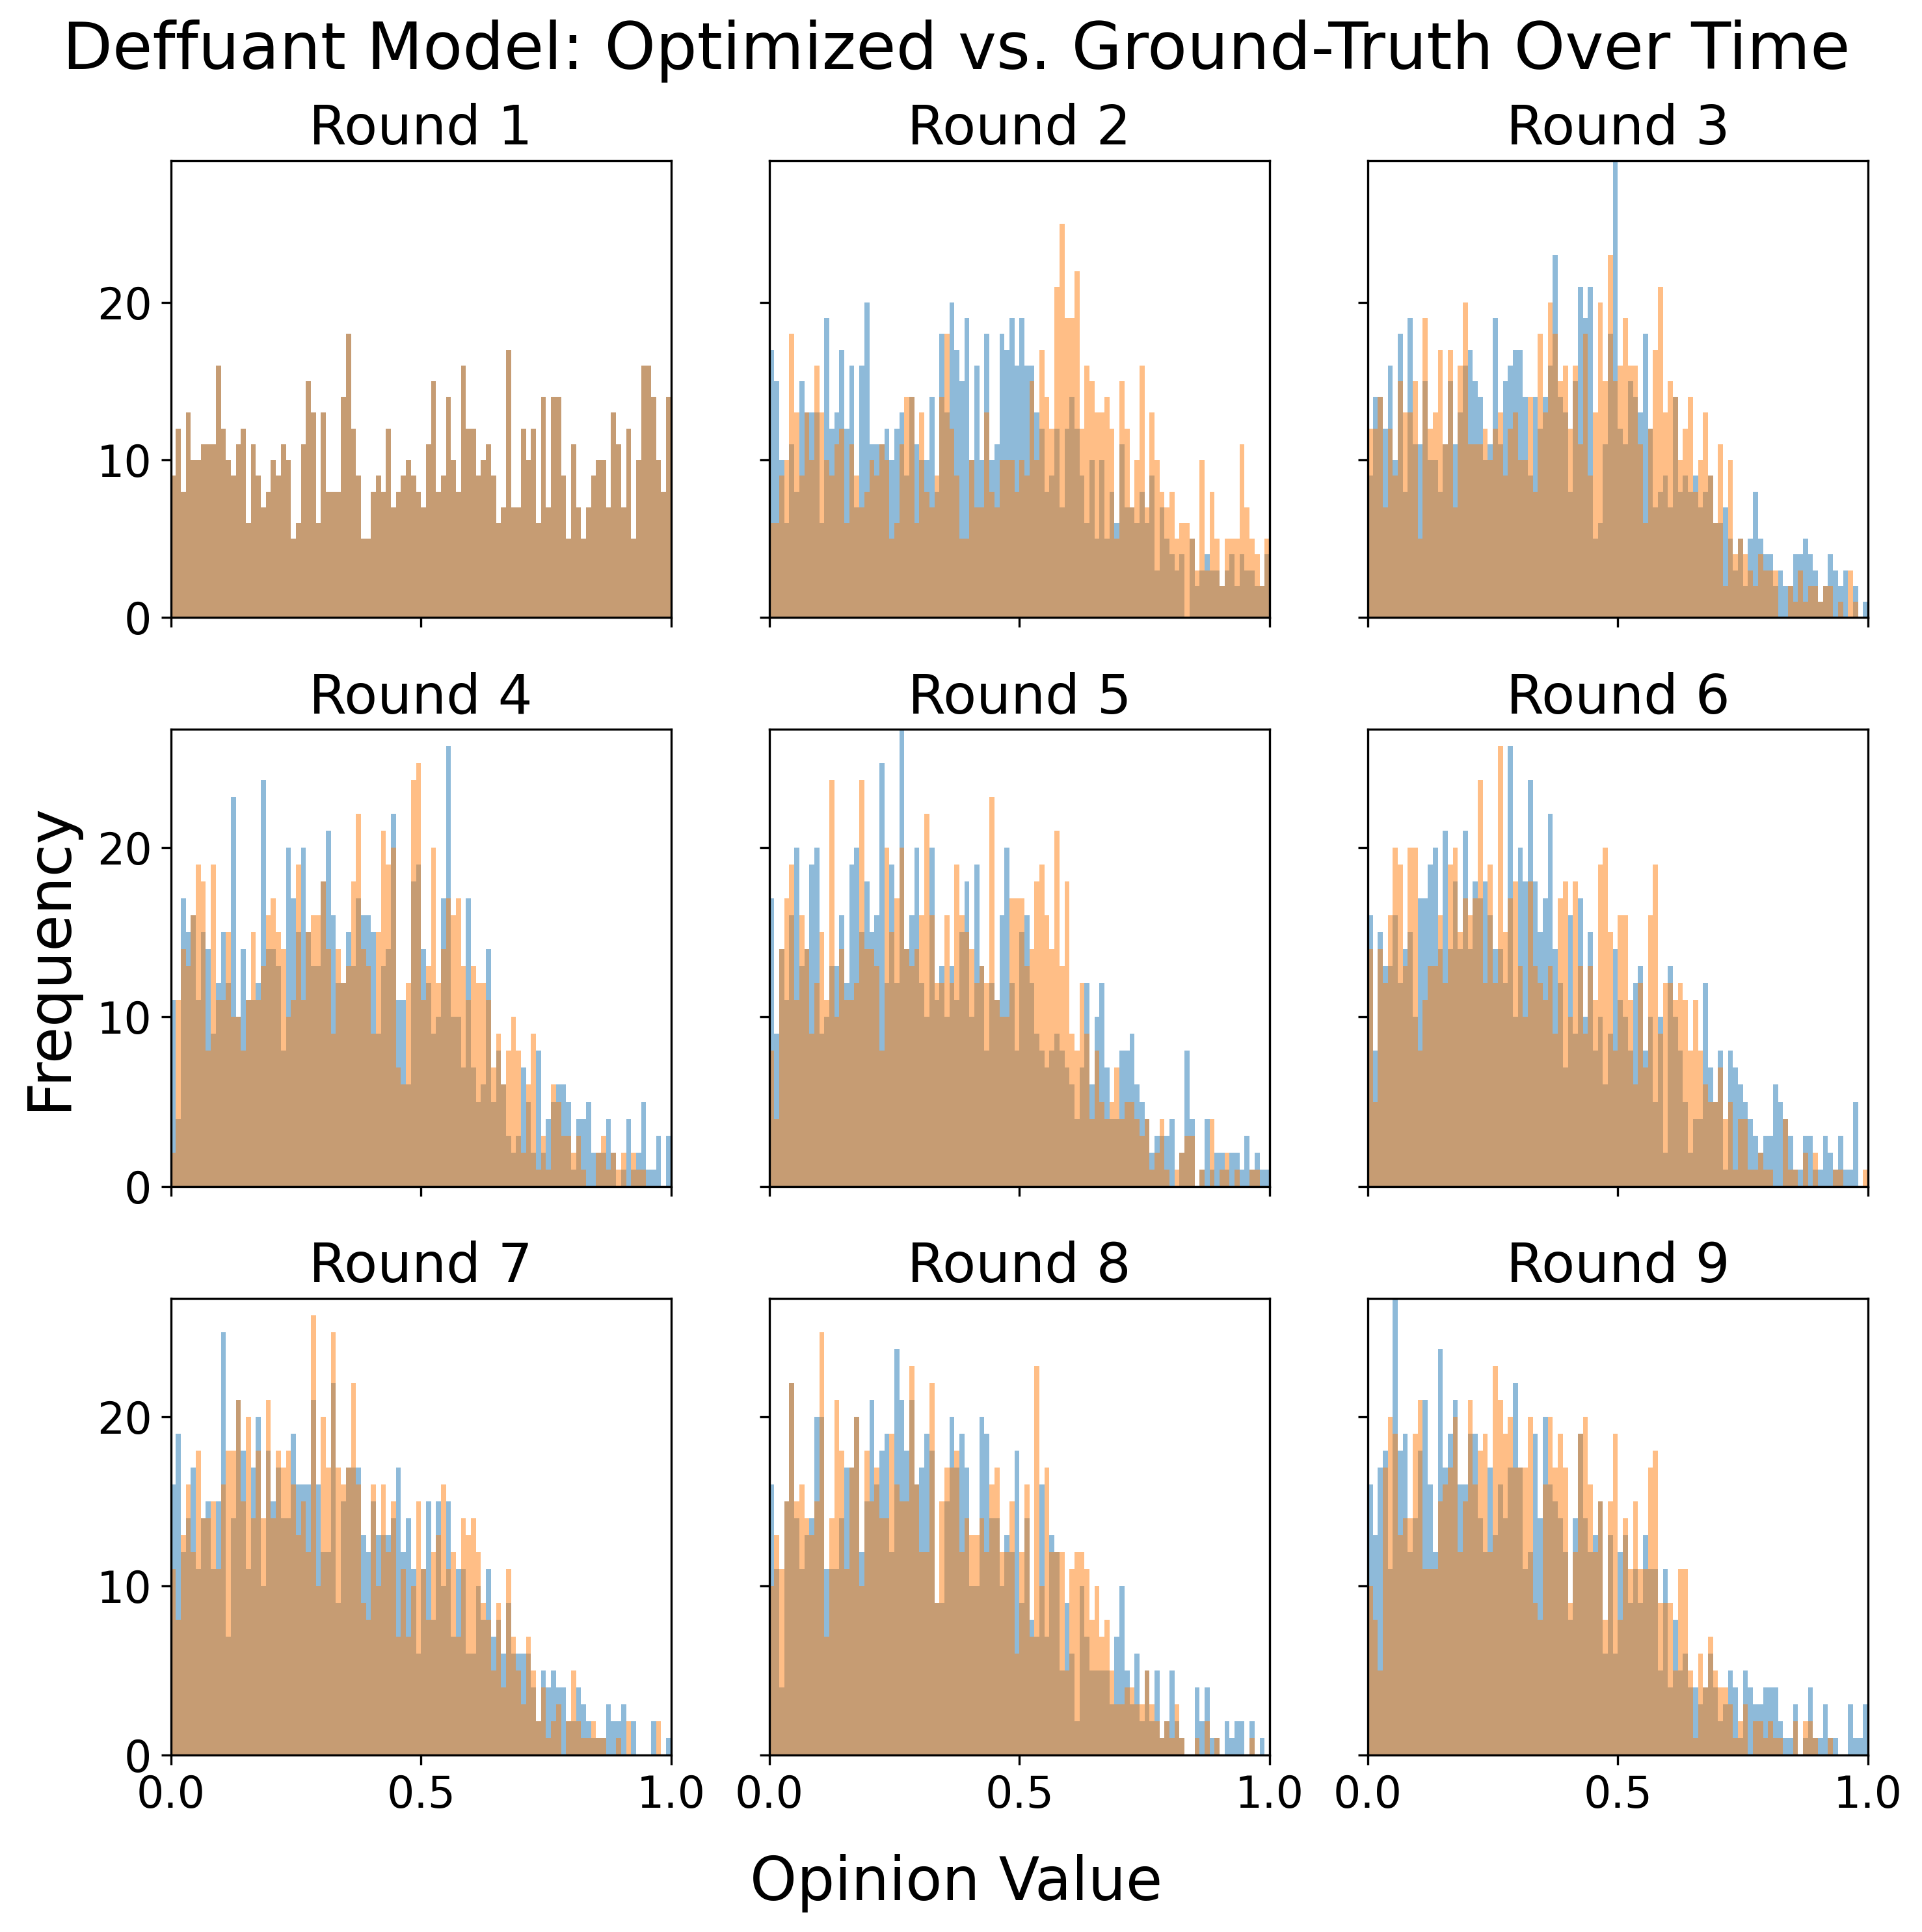 Deffuant Model: Optimized vs. Ground-Truth Over Time
Round 1
Round 2
Round 3
20
10
0
Round 4
Round 5
Round 6
Frequency
20
10
0
Round 7
Round 8
Round 9
20
10
0
0.0 0.5 1.0 0.0 0.5 1.0 0.0 0.5 1.0
Opinion Value